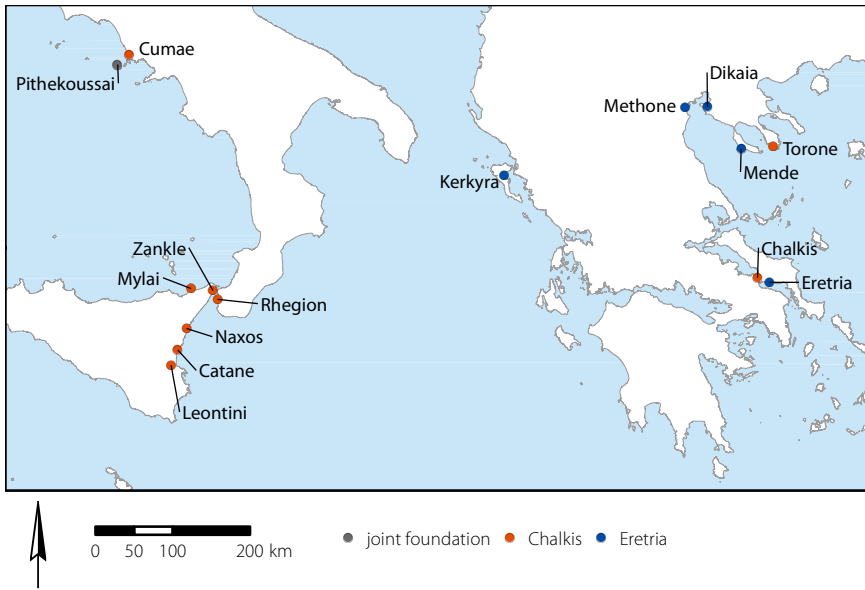 Cumae
Pithekoussai
Dikaia
Methone
Torone
Mende
Kerkyra
Zankle
Chalkis
Mylai
Eretria
Rhegion
Naxos
Catane
Leontini
0 50 100 200 km
joint foundation Chalkis Eretria